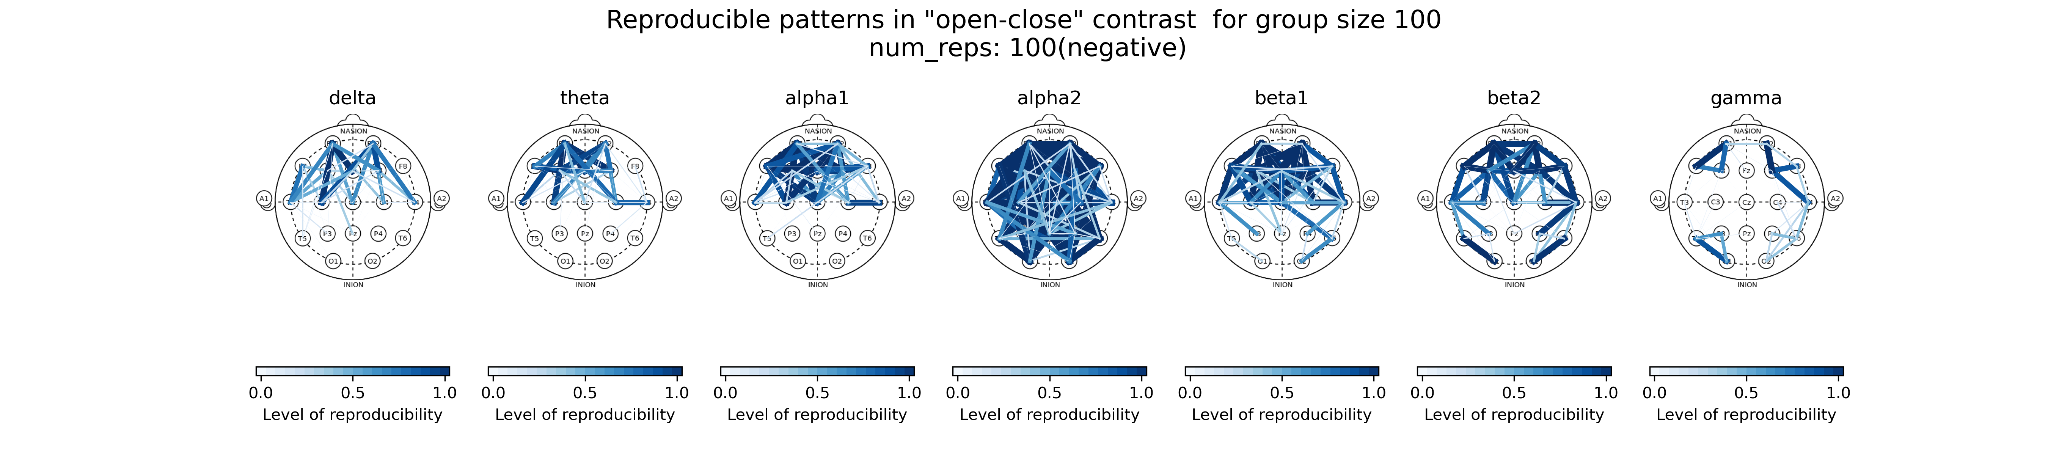 Reproducible patterns in "open-close" contrast  for group size 100
num_reps: 100(negative)
delta theta alpha1 alpha2 beta1 beta2 gamma
NASION NASION NASION NASION NASION NASION NASION
F8 F8
Fz
A1 A2 A1 A2 A1 A2 A1 A2 A1 A2 A1 A2 A1 T3 C3 Cz C4 A2
T5 P3 Pz P4 T6 T5 P3 Pz P4 T6 T5 P3 Pz P4 T6 T5 Pz Pz Pz
O1 O2 O1 O2 O1 O2 O1 O2
INION INION INION INION INION INION INION
0.0 0.5 1.0 0.0 0.5 1.0 0.0 0.5 1.0 0.0 0.5 1.0 0.0 0.5 1.0 0.0 0.5 1.0 0.0 0.5 1.0
Level of reproducibility Level of reproducibility Level of reproducibility Level of reproducibility Level of reproducibility Level of reproducibility Level of reproducibility